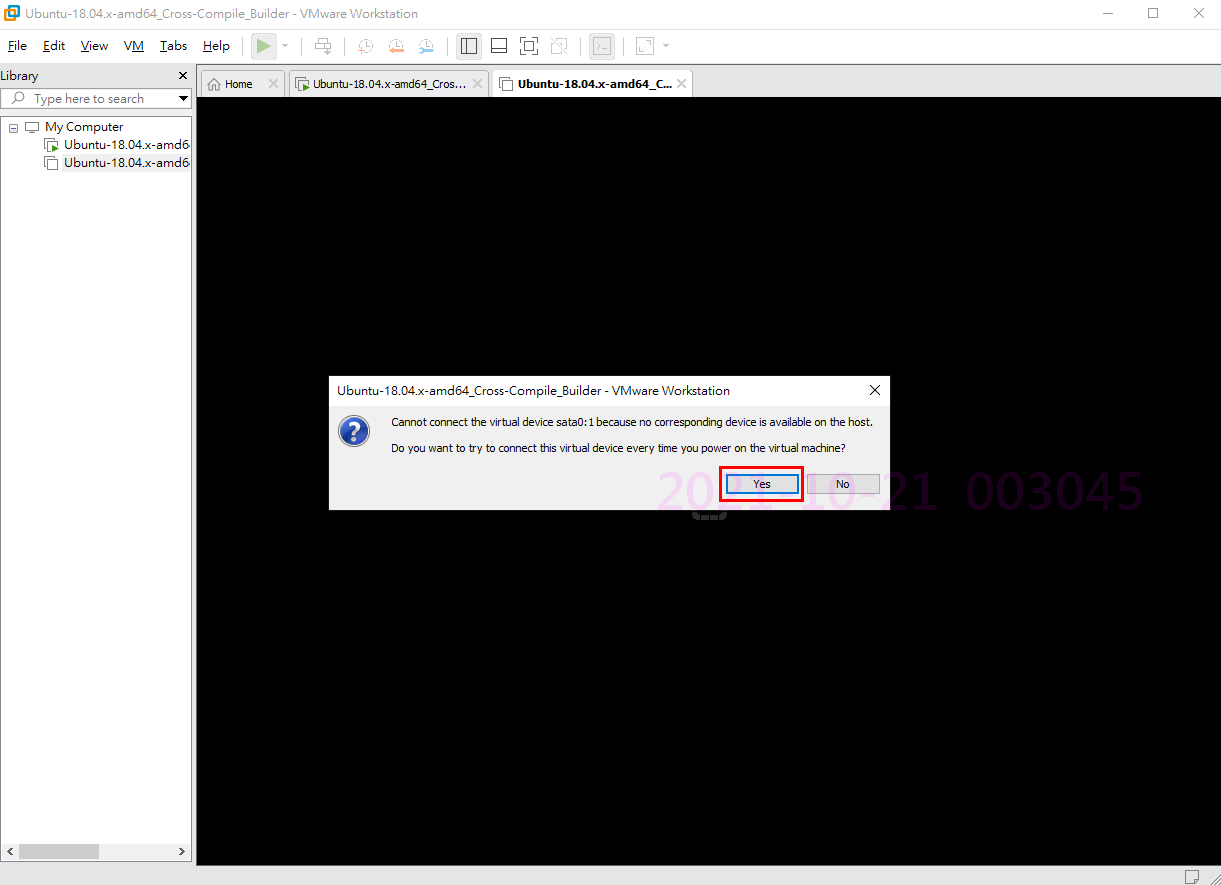 Ubuntu-18.04.x-amd64_Cross-Compile_Builder - VMware Workstation
File Edit View VM Tabs Help
Library
Type here to search
Home
Ubuntu-18.04.x-amd64_Cros...
Ubuntu-18.04.x-amd64_C...
My Computer
Ubuntu-18.04.x-amd6
Ubuntu-18.04.x-amd6
Ubuntu-18.04.x-amd64_Cross-Compile_Builder - VMware Workstation
Cannot connect the virtual device sata0:1 because no corresponding device is available on the host.
Do you want to try to connect this virtual device every time you power on the virtual machine?
Yes
No
2021-10-21 003045